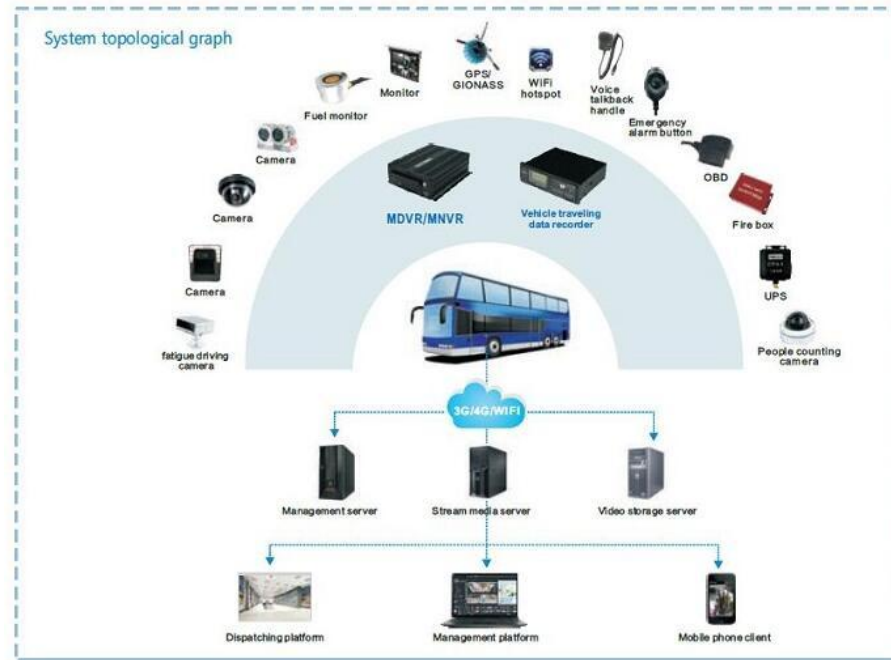 System topological graph
GPS/
GIONASS
WiFi
hotspot
Voice
talkback
handle
Monitor
Fuel monitor
Emergency
alarm button
Camera
OBD
Camera
MDVR/MNVR
Vehicle traveling
data recorder
Fire box
Camera
UPS
fatigue driving
camera
People counting
camera
3G/4G/WIFI
Management server
Stream media server
Video storage server
Dispatching platform
Management platform
Mobile phone client